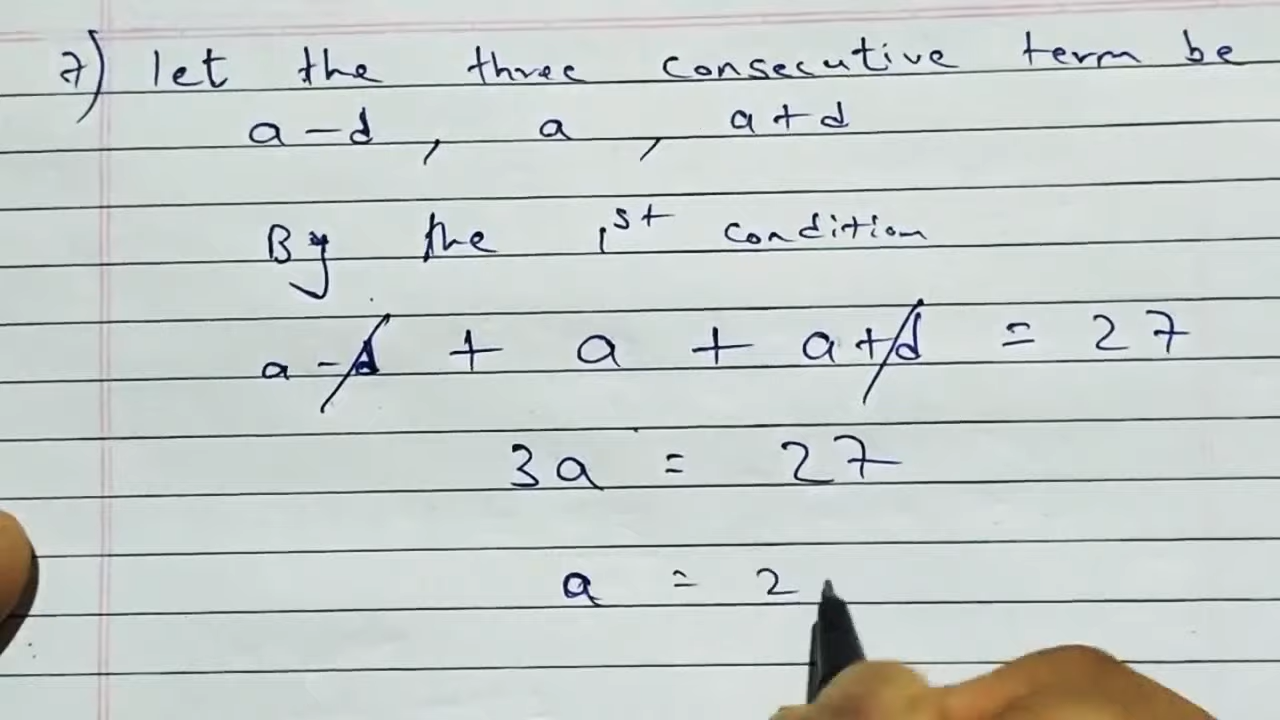 7) let the three consecutive term be
a - d , a , a + d
By the 1st condition
a - d + a + a + d = 27
3a = 27
a = 2